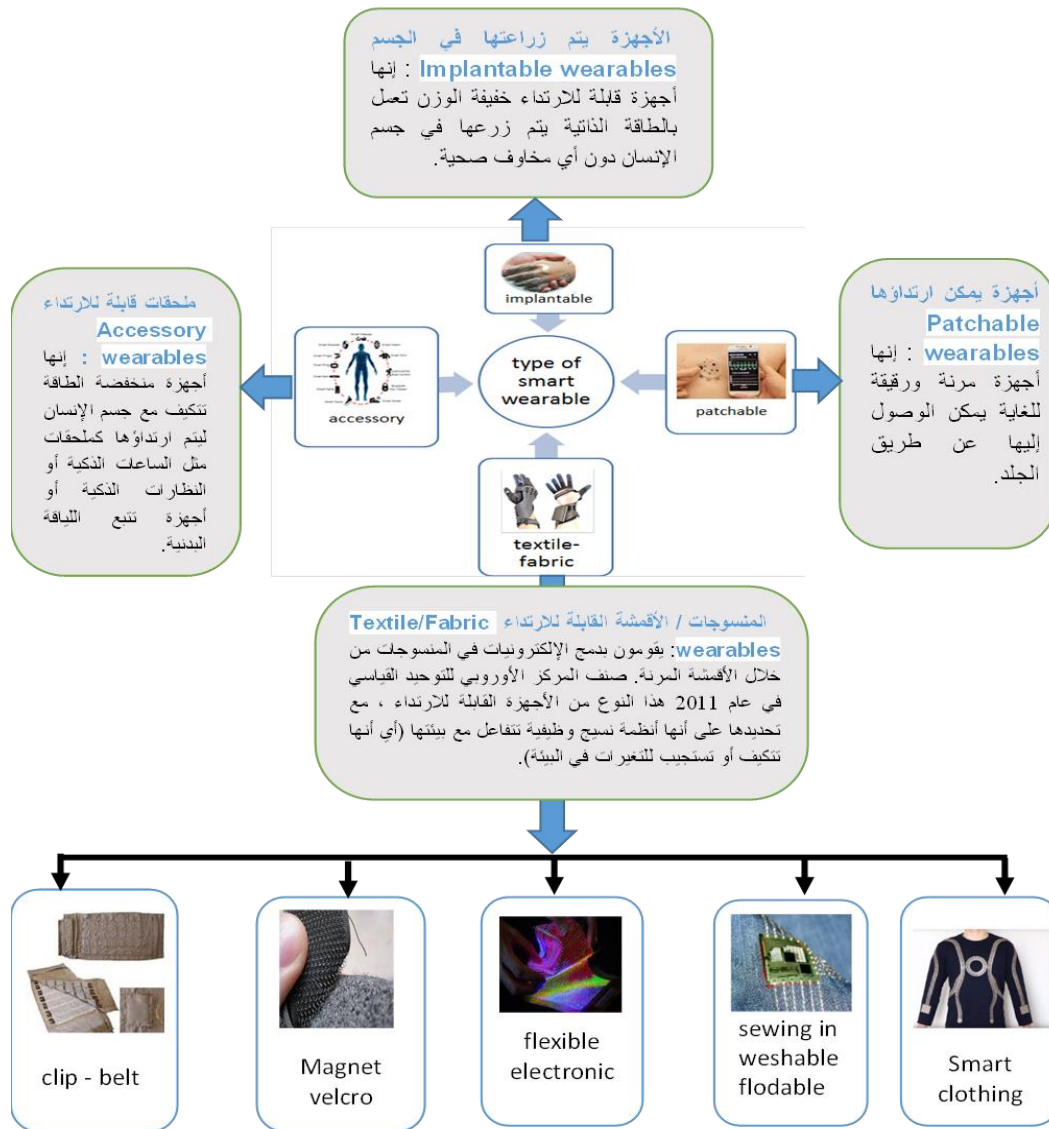 الأجهزة يتم زراعتها في الجسم
Implantable wearables : إنها
أجهزة قابلة للارتداء خفيفة الوزن تعمل
بالطاقة الذاتية يتم زرعها في جسم
الإنسان دون أي مخاوف صحية.
implantable
ملحقات قابلة للارتداء
Accessory
wearables : إنها
أجهزة منخفضة الطاقة
تتكيف مع جسم الإنسان
ليتم ارتداؤها كملحقات
مثل الساعات الذكية أو
النظارات الذكية أو
أجهزة تتبع اللياقة
البدنية.
accessory
type of
smart
wearable
patchable
أجهزة يمكن ارتداؤها
Patchable
wearables : إنها
أجهزة مرنة ورقيقة
للغاية يمكن الوصول
إليها عن طريق
الجلد.
textile-
fabric
المنسوجات / الأقمشة القابلة للارتداء Textile/Fabric
wearables: يقومون بدمج الإلكترونيات في المنسوجات من
خلال الأقمشة المرنة. صنف المركز الأوروبي للتوحيد القياسي
في عام 2011 هذا النوع من الأجهزة القابلة للارتداء ، مع
تحديدها على أنها أنظمة نسيج وظيفية تتفاعل مع بيئتها (أي أنها
تتكيف أو تستجيب للتغيرات في البيئة).
clip - belt
Magnet
velcro
flexible
electronic
sewing in
weshable
flodable
Smart
clothing